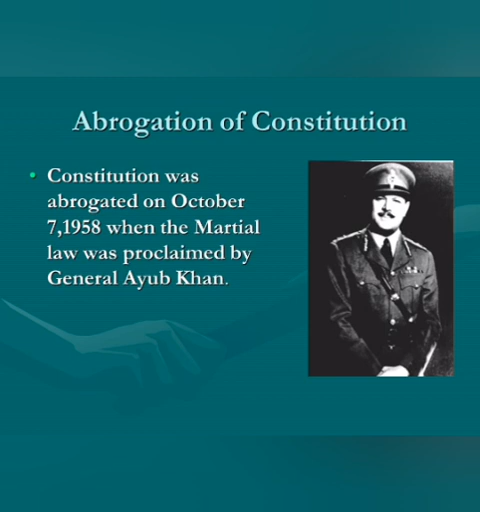 Abrogation of Constitution
• Constitution was
abrogated on October
7,1958 when the Martial
law was proclaimed by
General Ayub Khan.